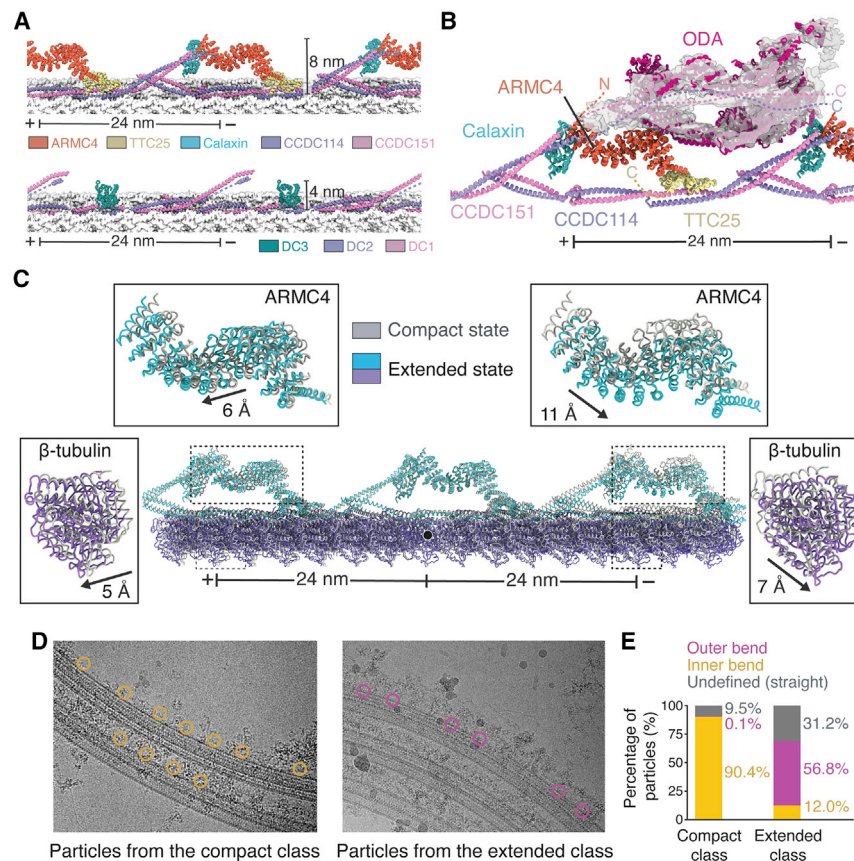 A
8 nm
+
24 nm
−
ARMC4 TTC25 Calaxin CCDC114 CCDC151
4 nm
+
24 nm
−
DC3 DC2 DC1
B
ODA
ARMC4
N
C
C
Calaxin
C
CCDC151
CCDC114
TTC25
+
24 nm
−
C
ARMC4
6 Å
Compact state
Extended state
ARMC4
11 Å
β-tubulin
5 Å
+
24 nm
24 nm
−
β-tubulin
7 Å
D
Particles from the compact class
Particles from the extended class
E
Outer bend
Inner bend
Undefined (straight)
Percentage of
particles (%)
100
75
50
25
0
9.5%
0.1%
90.4%
31.2%
56.8%
12.0%
Compact
class
Extended
class